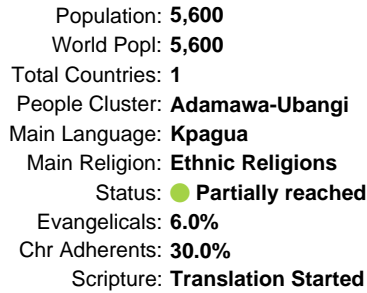 Population: 5,600
World Popl: 5,600
Total Countries: 1
People Cluster: Adamawa-Ubangi
Main Language: Kpagua
Main Religion: Ethnic Religions
Status: Partially reached
Evangelicals: 6.0%
Chr Adherents: 30.0%
Scripture: Translation Started